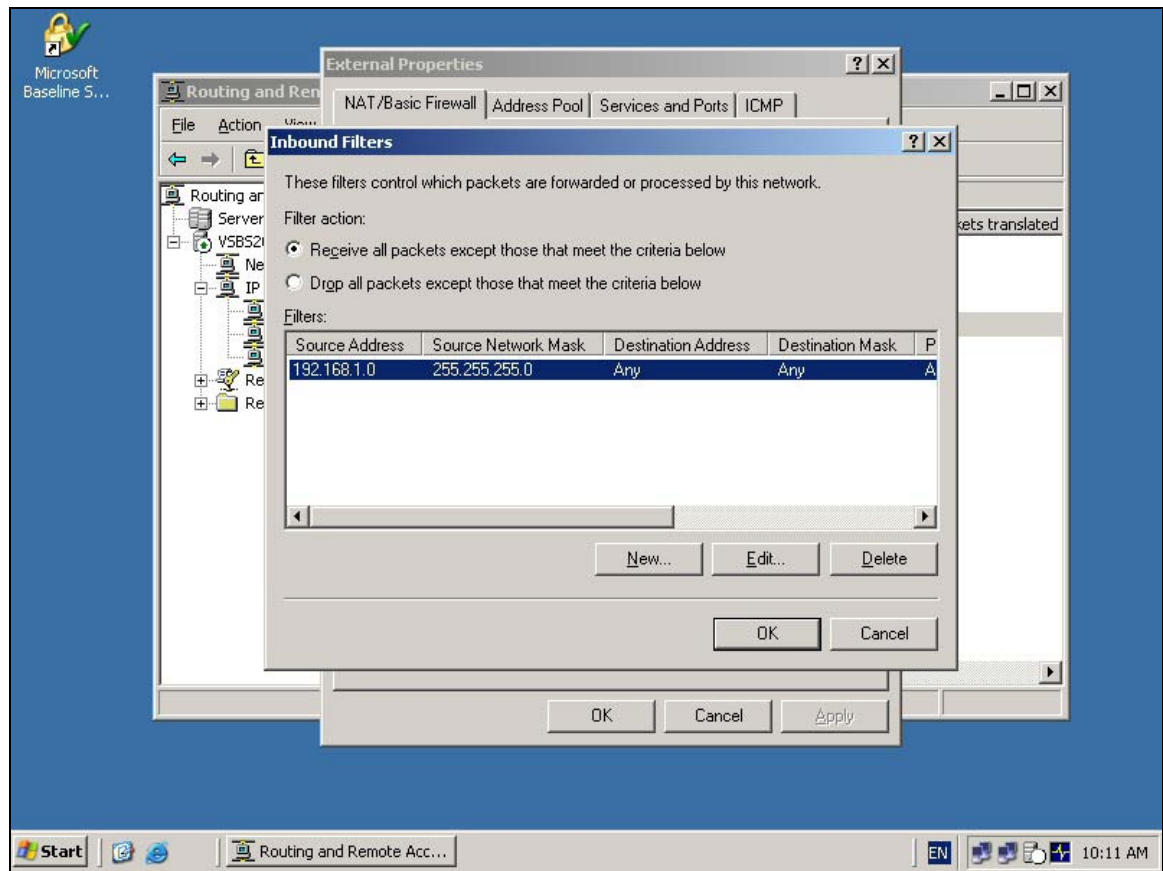 Microsoft
Baseline S...
External Properties
Routing and Ren
NAT/Basic Firewall
Address Pool
Services and Ports
ICMP
File Action View
Inbound Filters
These filters control which packets are forwarded or processed by this network.
Routing ar
Filter action:
Server
kets translated
VSBS20
Receive all packets except those that meet the criteria below
Ne
IP
Drop all packets except those that meet the criteria below
Filters:
Source Address Source Network Mask Destination Address Destination Mask P
192.168.1.0 255.255.255.0 Any Any A
Re
Re
New... Edit... Delete
OK Cancel
OK Cancel Apply
Start
Routing and Remote Acc...
EN
10:11 AM